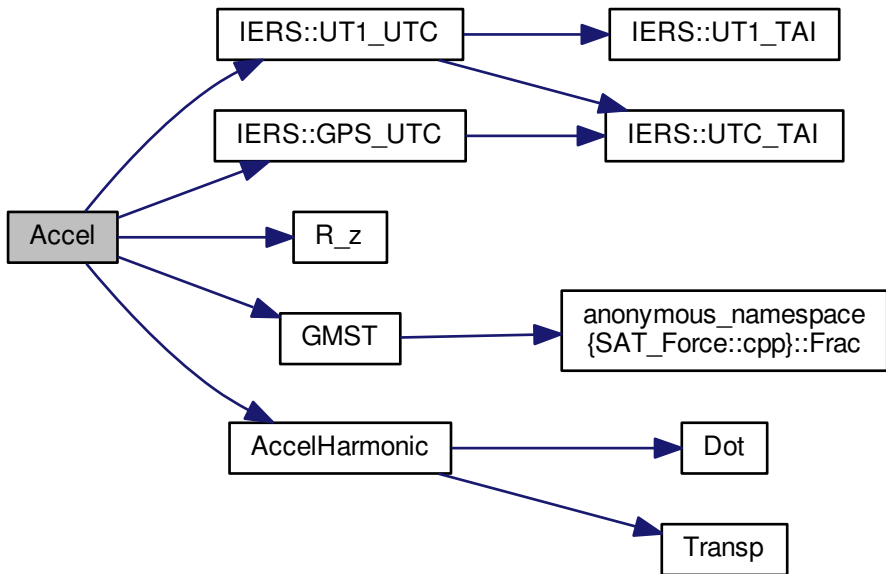 IERS::UT1_UTC
IERS::UT1_TAI
IERS::GPS_UTC
IERS::UTC_TAI
Accel
R_z
GMST
anonymous_namespace
{SAT_Force::cpp}::Frac
AccelHarmonic
Dot
Transp